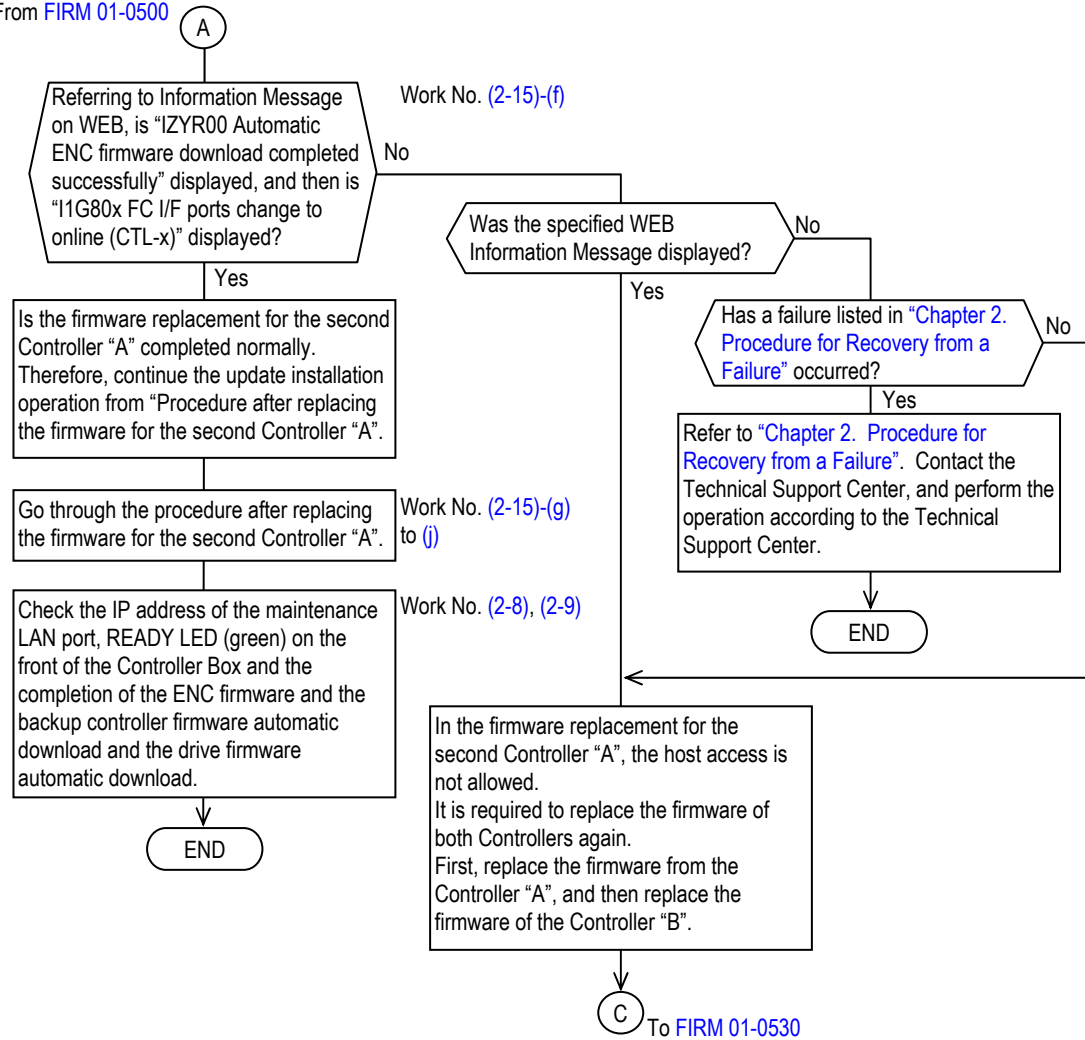 From FIRM 01-0500
A
Referring to Information Message
on WEB, is “IZYR00 Automatic
ENC firmware download completed
successfully” displayed, and then is
“I1G80x FC I/F ports change to
online (CTL-x)” displayed?
Work No. (2-15)-(f)
No
Yes
Was the specified WEB
Information Message displayed?
No
Yes
Has a failure listed in “Chapter 2.
Procedure for Recovery from a
Failure” occurred?
No
Yes
Refer to “Chapter 2.  Procedure for
Recovery from a Failure”.  Contact the
Technical Support Center, and perform the
operation according to the Technical
Support Center.
END
Is the firmware replacement for the second
Controller “A” completed normally.
Therefore, continue the update installation
operation from “Procedure after replacing
the firmware for the second Controller “A”.
Go through the procedure after replacing
the firmware for the second Controller “A”.
Work No. (2-15)-(g)
to (j)
Check the IP address of the maintenance
LAN port, READY LED (green) on the
front of the Controller Box and the
completion of the ENC firmware and the
backup controller firmware automatic
download and the drive firmware
automatic download.
Work No. (2-8), (2-9)
END
In the firmware replacement for the
second Controller “A”, the host access is
not allowed.
It is required to replace the firmware of
both Controllers again.
First, replace the firmware from the
Controller “A”, and then replace the
firmware of the Controller “B”.
C
To FIRM 01-0530